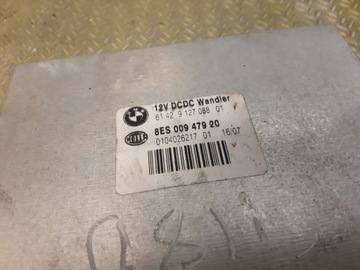 12V DCDC Wandler
61 42 9 127 088 01
8ES 009 479 20
0104026217 01 16/07